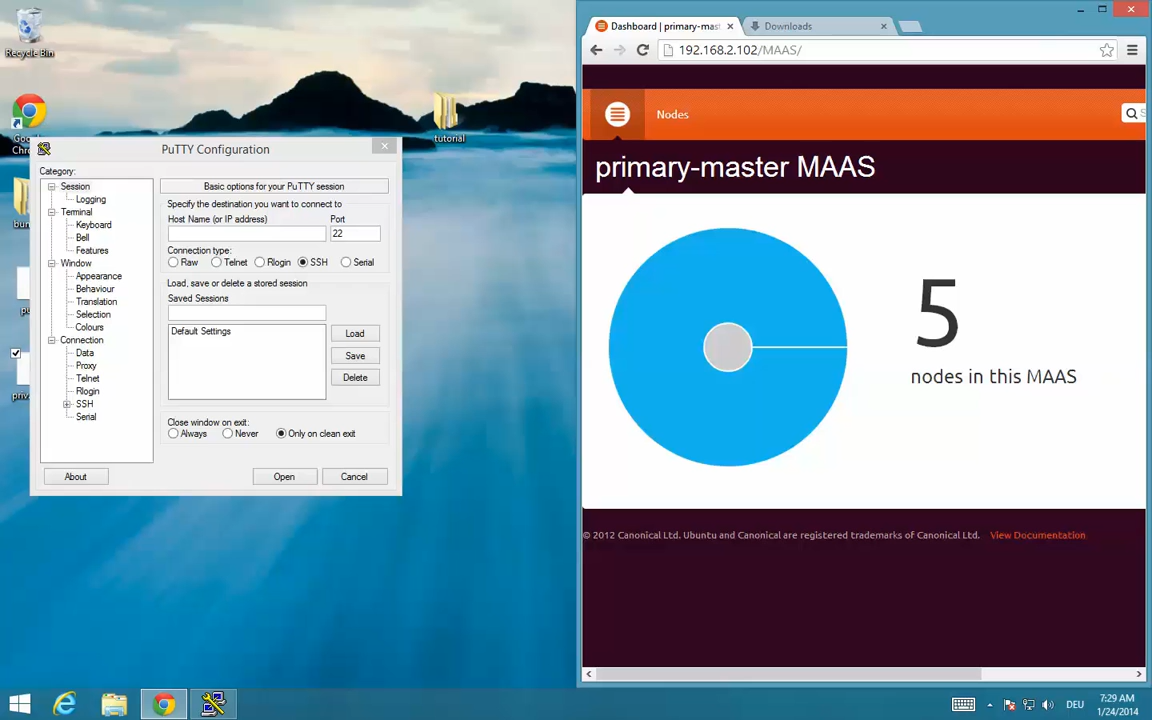 Recycle Bin
Chr
tutorial
bun
pu
priv
PuTTY Configuration
Category:
Session
Logging
Terminal
Keyboard
Bell
Features
Window
Appearance
Behaviour
Translation
Selection
Colours
Connection
Data
Proxy
Telnet
Rlogin
SSH
Serial
Basic options for your PuTTY session
Specify the destination you want to connect to
Host Name (or IP address) Port
22
Connection type:
Raw Telnet Rlogin SSH Serial
Load, save or delete a stored session
Saved Sessions
Default Settings
Load
Save
Delete
Close window on exit:
Always Never Only on clean exit
About Open Cancel
Dashboard | primary-mast Downloads
192.168.2.102/MAAS/
Nodes
primary-master MAAS
5
nodes in this MAAS
© 2012 Canonical Ltd. Ubuntu and Canonical are registered trademarks of Canonical Ltd. View Documentation
DEU
7:29 AM
1/24/2014